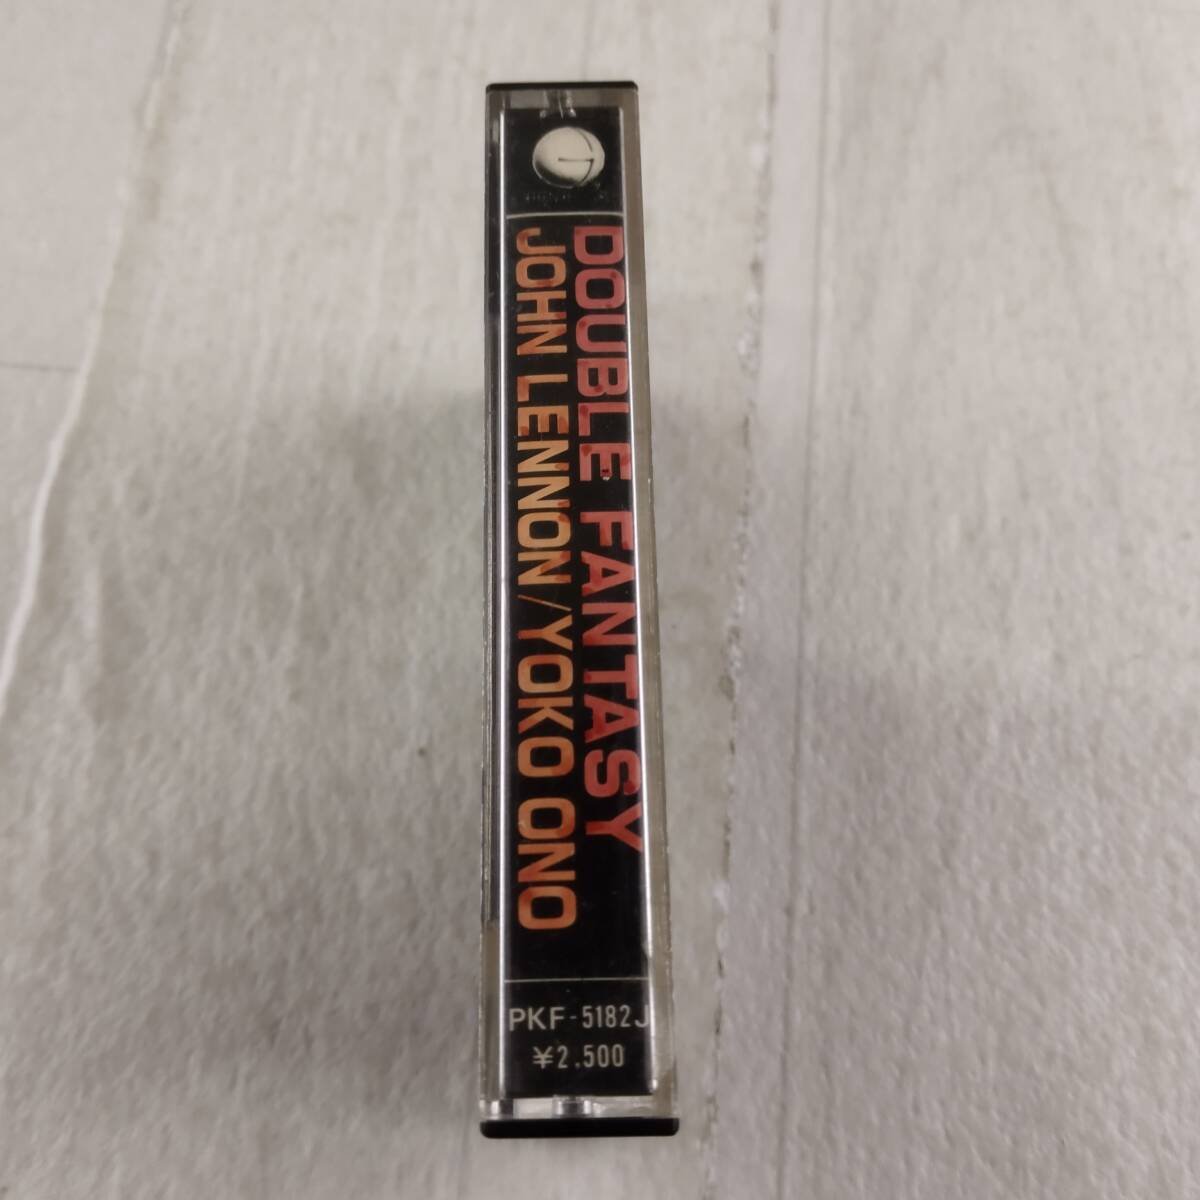 DOUBLE FANTASY
JOHN LENNON/YOKO ONO
PKF-5182J
¥2,500